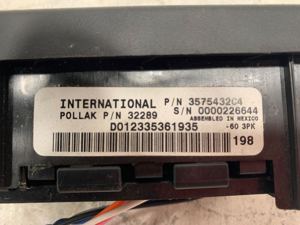 INTERNATIONAL P/N 3575432C4
POLLAK P/N 32289 S/N 0000226644
ASSEMBLED IN MEXICO
D012335361935 -60 3PK
198